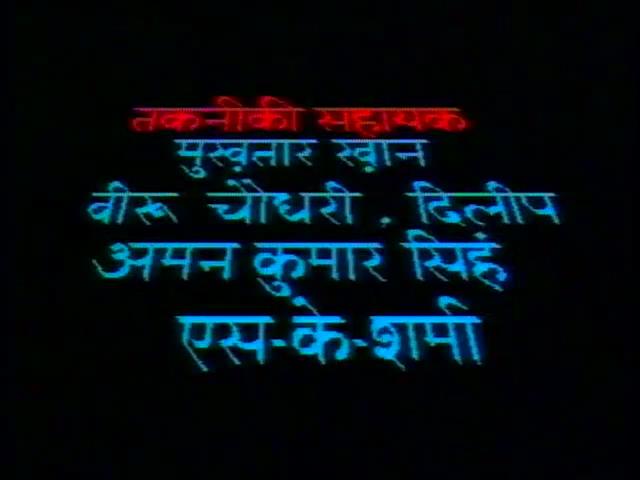 तकनीकी सहायक
मुख़तार ख़ान
बीरू चौधरी . दिलीप
अमन कुमार सिंह
एस-के-शर्मा